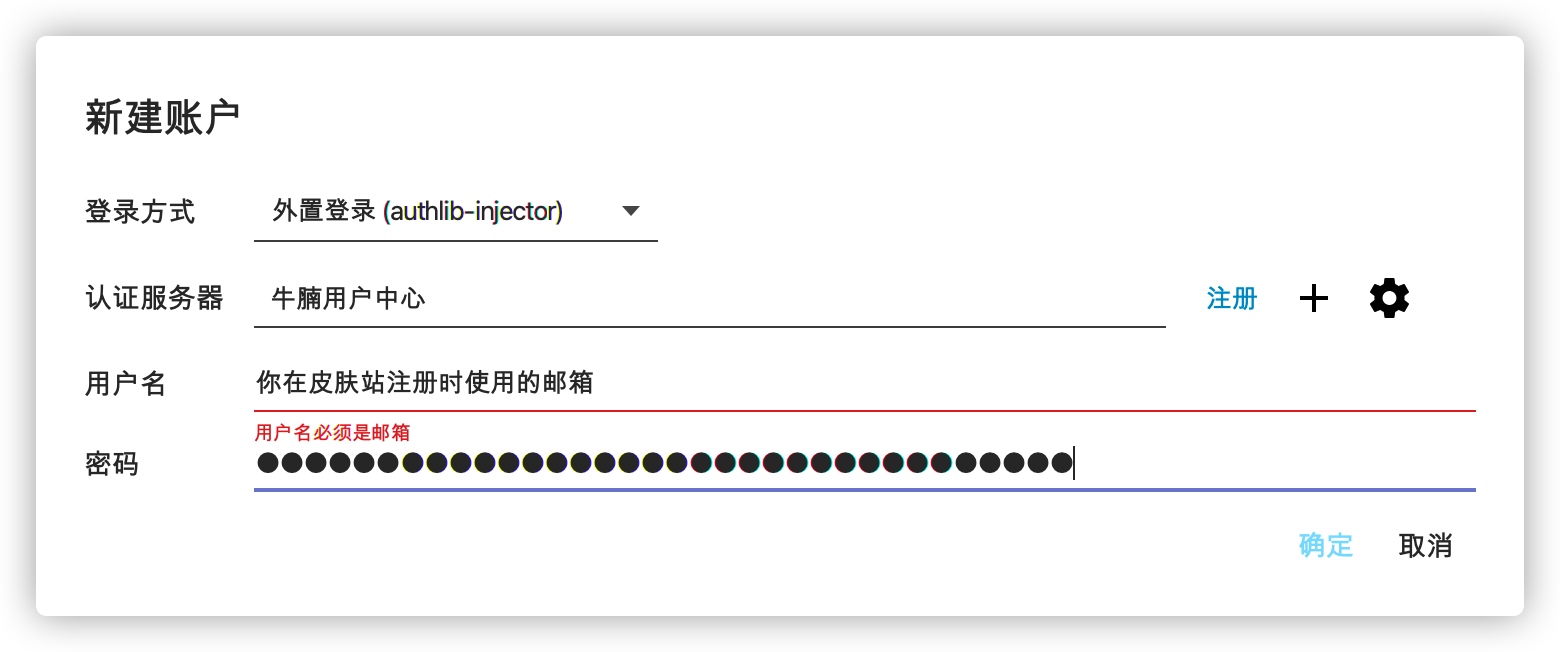 新建账户
登录方式 外置登录 (authlib-injector)
认证服务器 牛腩用户中心 注册
用户名 你在皮肤站注册时使用的邮箱
用户名必须是邮箱
密码 ●●●●●●●●●●●●●●●●●●●●●●●●●●●●●●●●●●
确定 取消